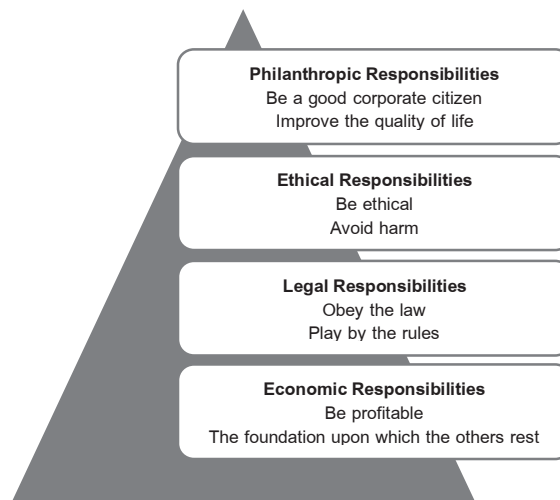 Philanthropic Responsibilities
Be a good corporate citizen
Improve the quality of life
Ethical Responsibilities
Be ethical
Avoid harm
Legal Responsibilities
Obey the law
Play by the rules
Economic Responsibilities
Be profitable
The foundation upon which the others rest